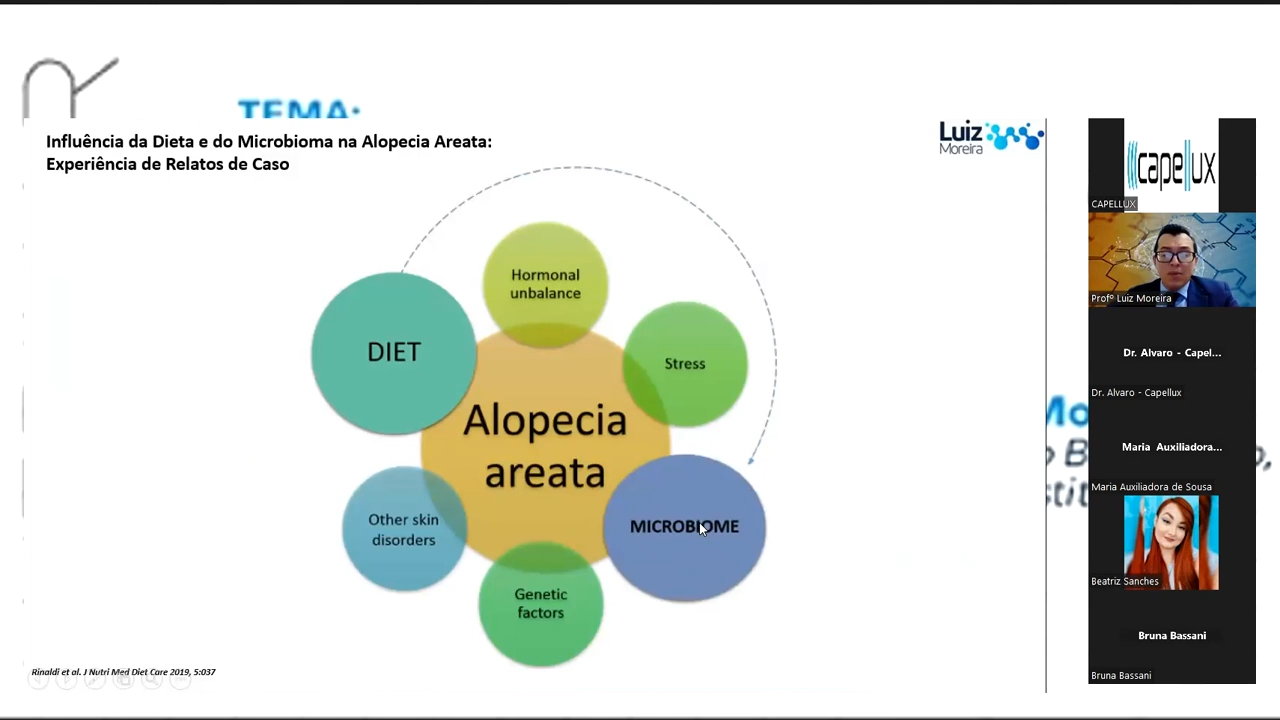 TEMA:
Influência da Dieta e do Microbioma na Alopecia Areata:
Experiência de Relatos de Caso
Luiz
Moreira
Hormonal
unbalance
DIET
Stress
Alopecia
areata
MICROBIOME
Other skin
disorders
Genetic
factors
Rinaldi et al. J Nutri Med Diet Care 2019, 5:037
Mo
capellux
CAPELLUX
Profº Luiz Moreira
Dr. Alvaro - Capel...
Dr. Alvaro - Capellux
Maria Auxiliadora...
Maria Auxiliadora de Sousa
Beatriz Sanches
Bruna Bassani
Bruna Bassani